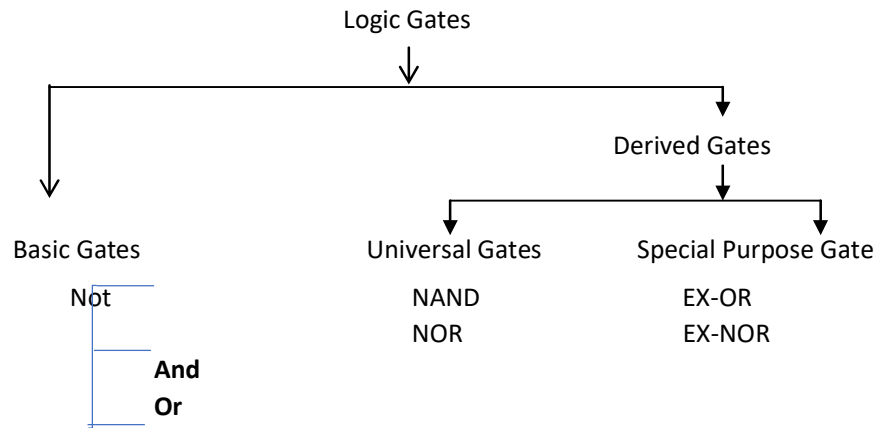 Logic Gates
Derived Gates
Basic Gates Universal Gates Special Purpose Gate
Not NAND EX-OR
NOR EX-NOR
And
Or